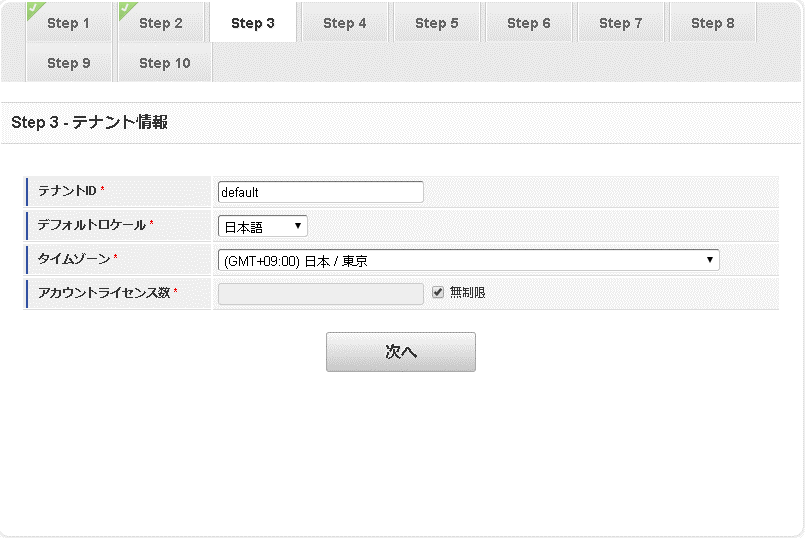 Step 1 Step 2 Step 3 Step 4 Step 5 Step 6 Step 7 Step 8
Step 9 Step 10
Step 3 - テナント情報
テナントID * default
デフォルトロケール * 日本語
タイムゾーン * (GMT+09:00) 日本 / 東京
アカウントライセンス数 * 無制限
次へ